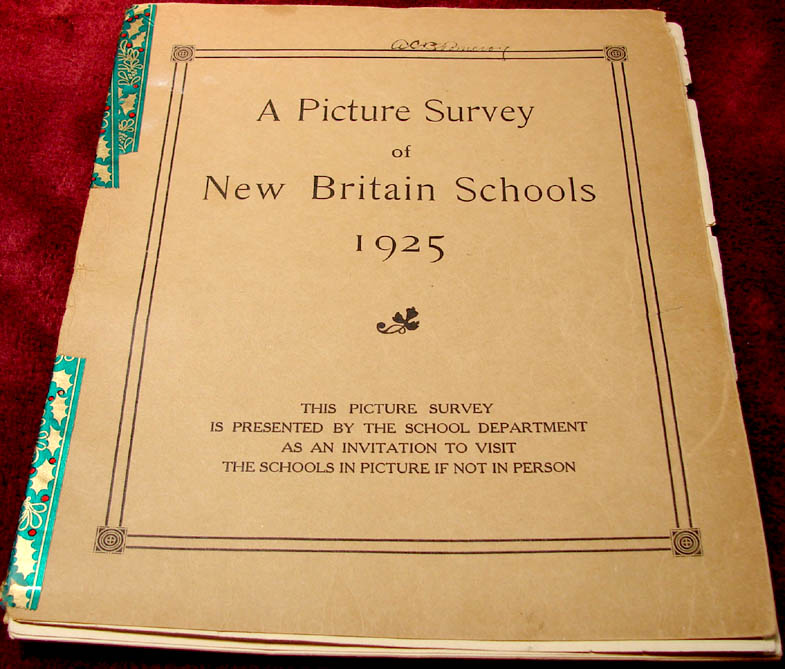 A Picture Survey
of
New Britain Schools
1925
THIS PICTURE SURVEY
IS PRESENTED BY THE SCHOOL DEPARTMENT
AS AN INVITATION TO VISIT
THE SCHOOLS IN PICTURE IF NOT IN PERSON